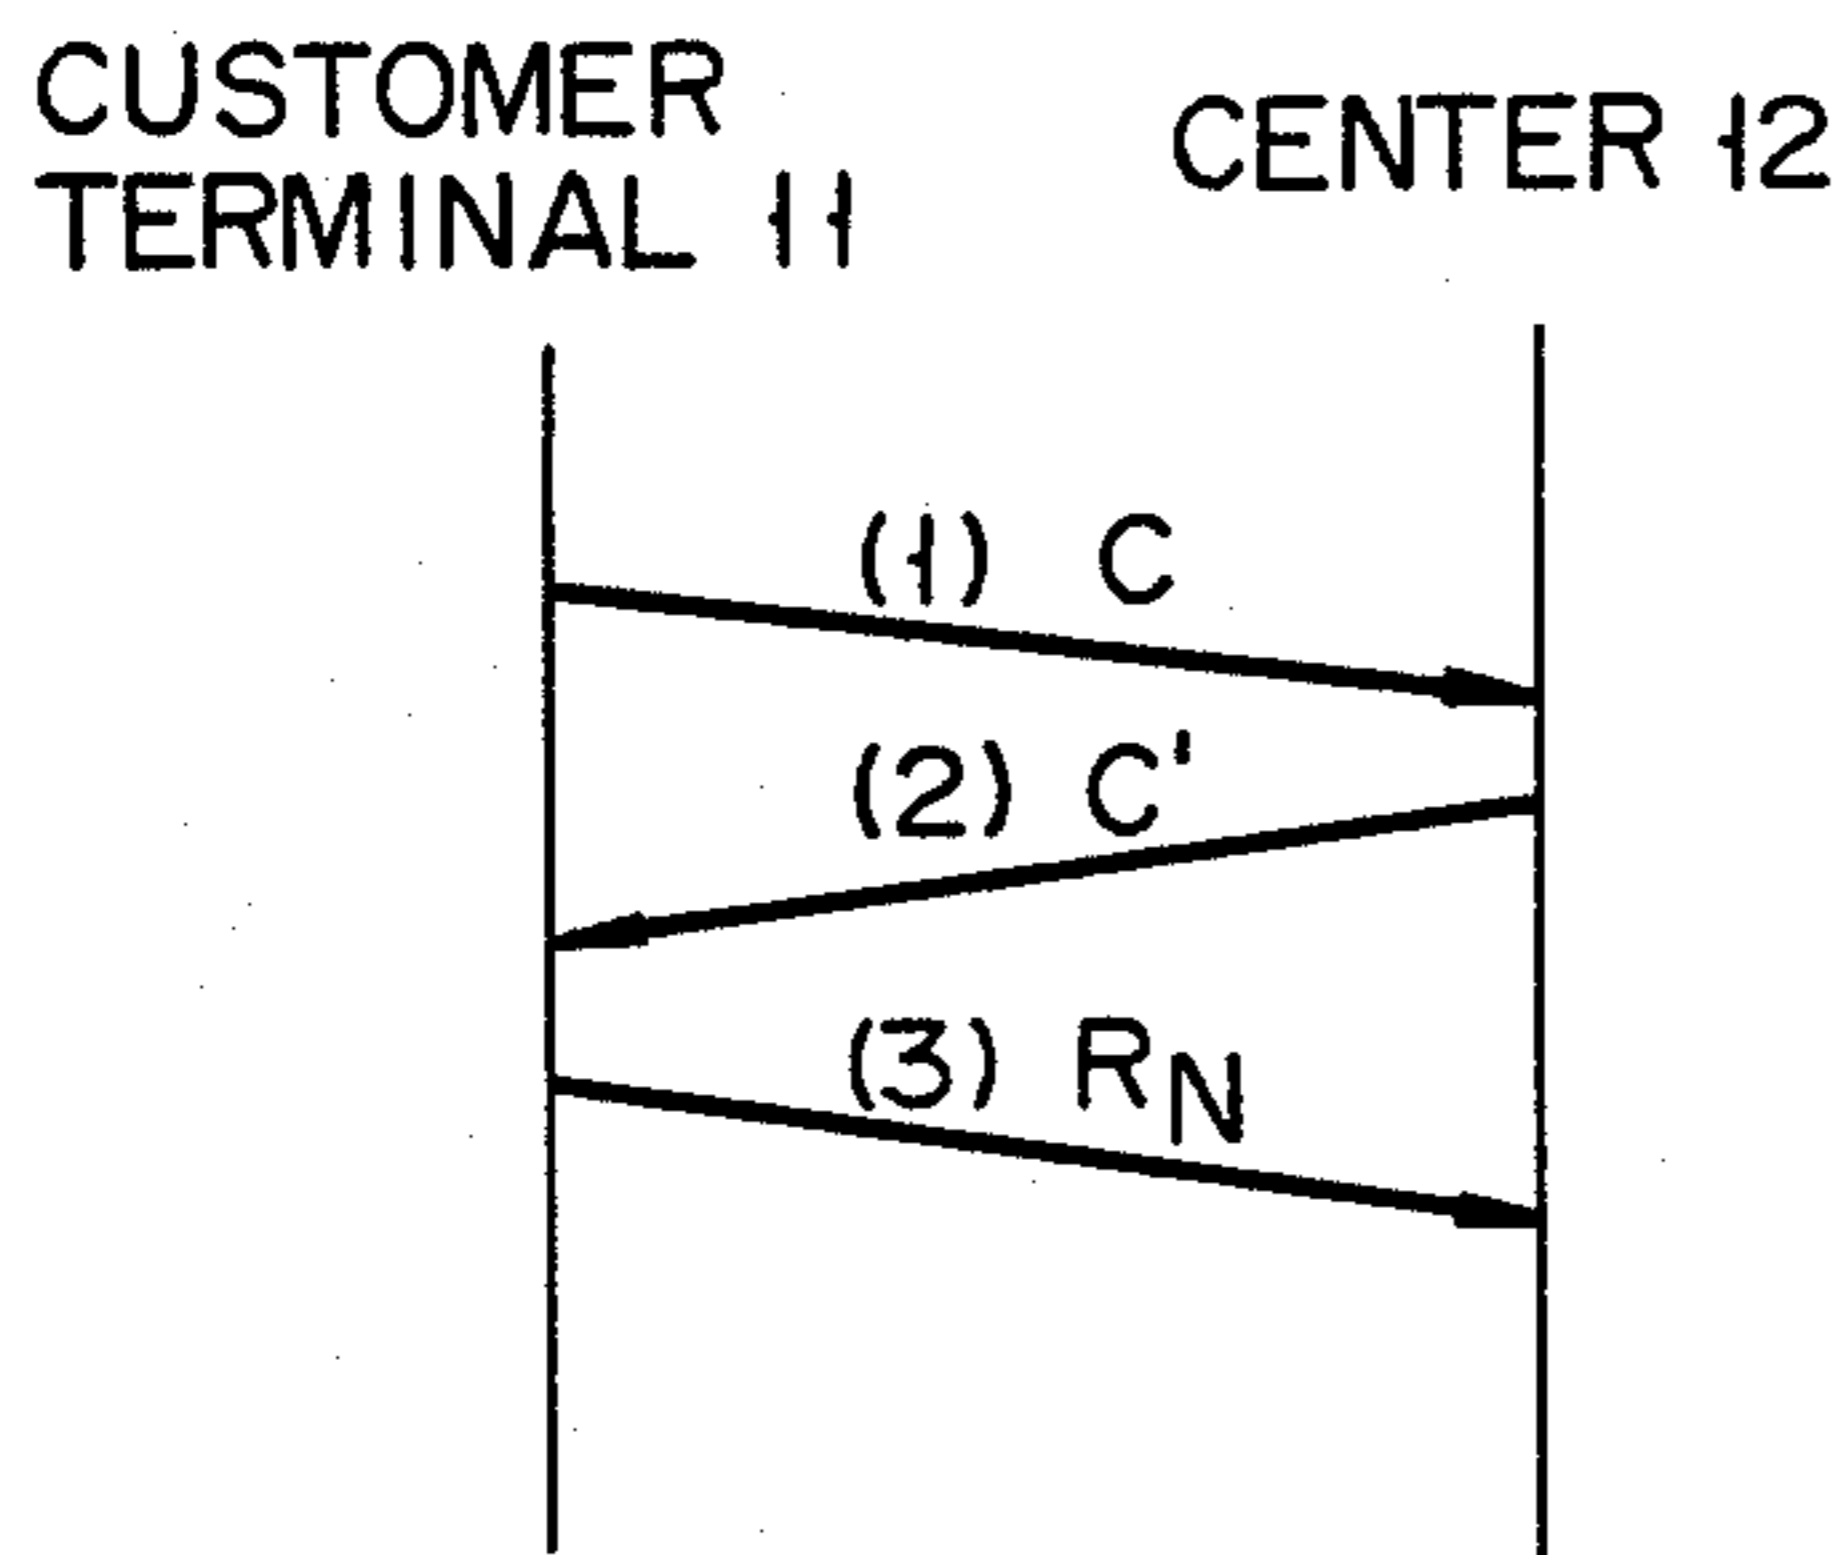 CUSTOMER
TERMINAL 11
CENTER 12
(1) C
(2) C'
(3) RN